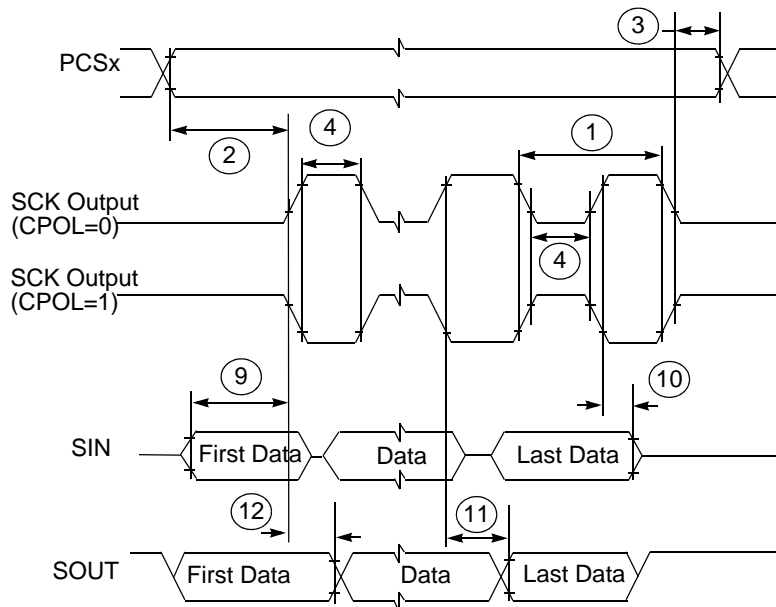 3
PCSx
2
4
1
SCK Output
(CPOL=0)
4
SCK Output
(CPOL=1)
9
10
SIN
First Data
Data
Last Data
12
11
SOUT
First Data
Data
Last Data